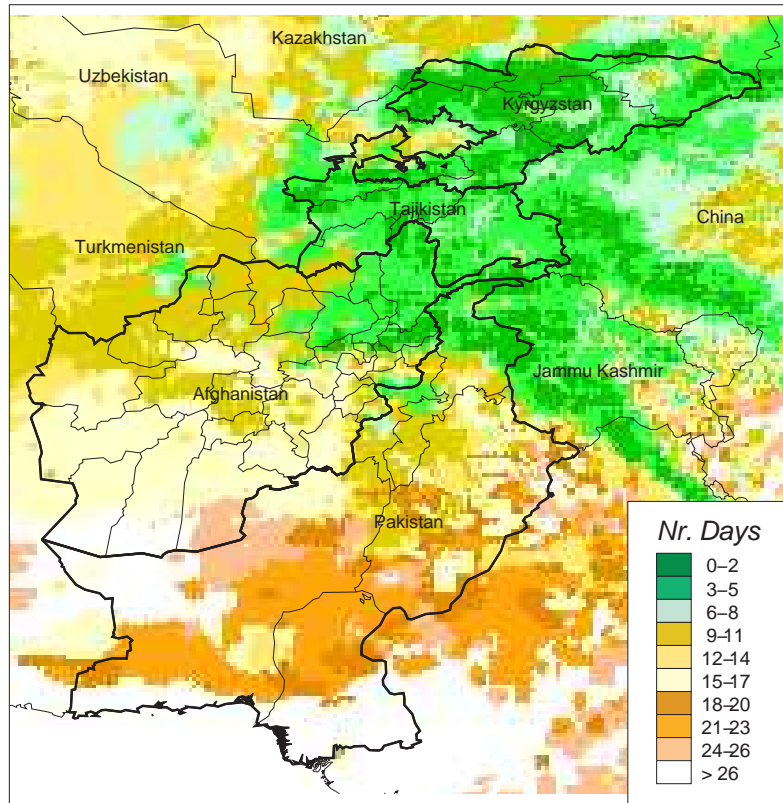 Kazakhstan
Uzbekistan
Kyrgyzstan
Tajikistan
China
Turkmenistan
Jammu Kashmir
Afghanistan
Pakistan
Nr. Days
0–2
3–5
6–8
9–11
12–14
15–17
18–20
21–23
24–26
> 26